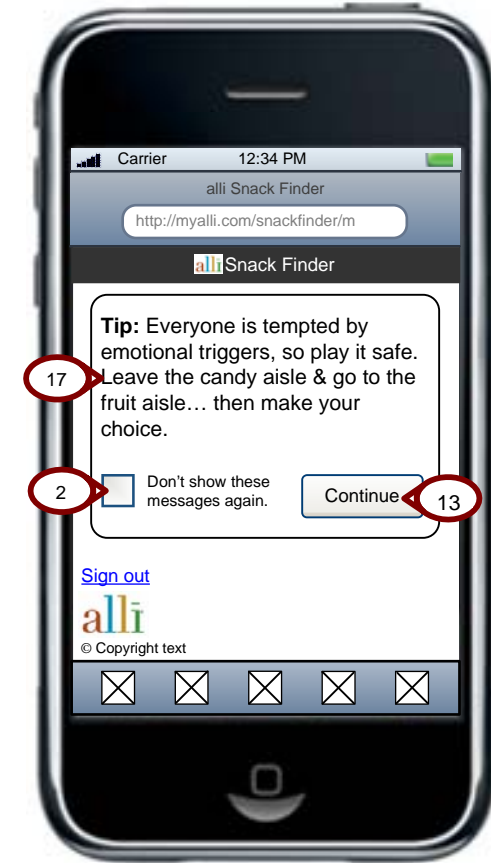 Carrier 12:34 PM
alli Snack Finder
http://myalli.com/snackfinder/m
allī Snack Finder
Tip: Everyone is tempted by
emotional triggers, so play it safe.
17 Leave the candy aisle & go to the
fruit aisle… then make your
choice.
2 Don’t show these
messages again.
Continue 13
Sign out
allī
© Copyright text